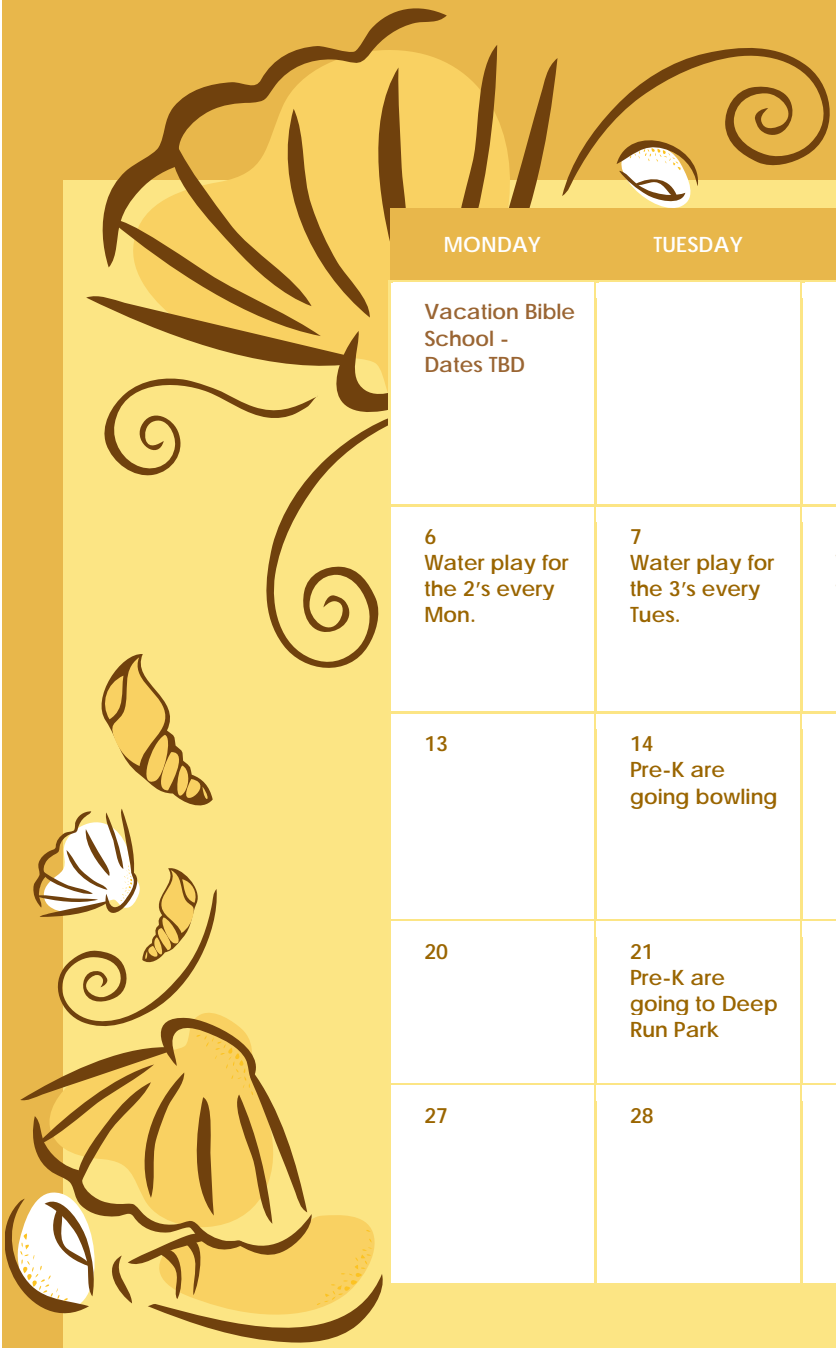 MONDAY TUESDAY
Vacation Bible
School -
Dates TBD
6
Water play for
the 2's every
Mon.
7
Water play for
the 3's every
Tues.
13
14
Pre-K are
going bowling
20
21
Pre-K are
going to Deep
Run Park
27
28